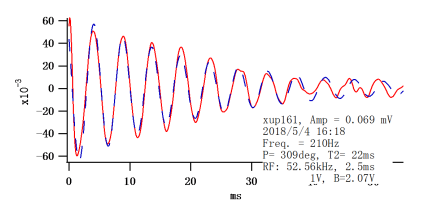 60
40
20
0
-20
-40
-60
x10⁻³
0 10 20 30
ms
xup161, Amp = 0.069 mV
2018/5/4 16:18
Freq. = 210Hz
P= 309deg, T2= 22ms
RF: 52.56kHz, 2.5ms
1V, B=2.07V